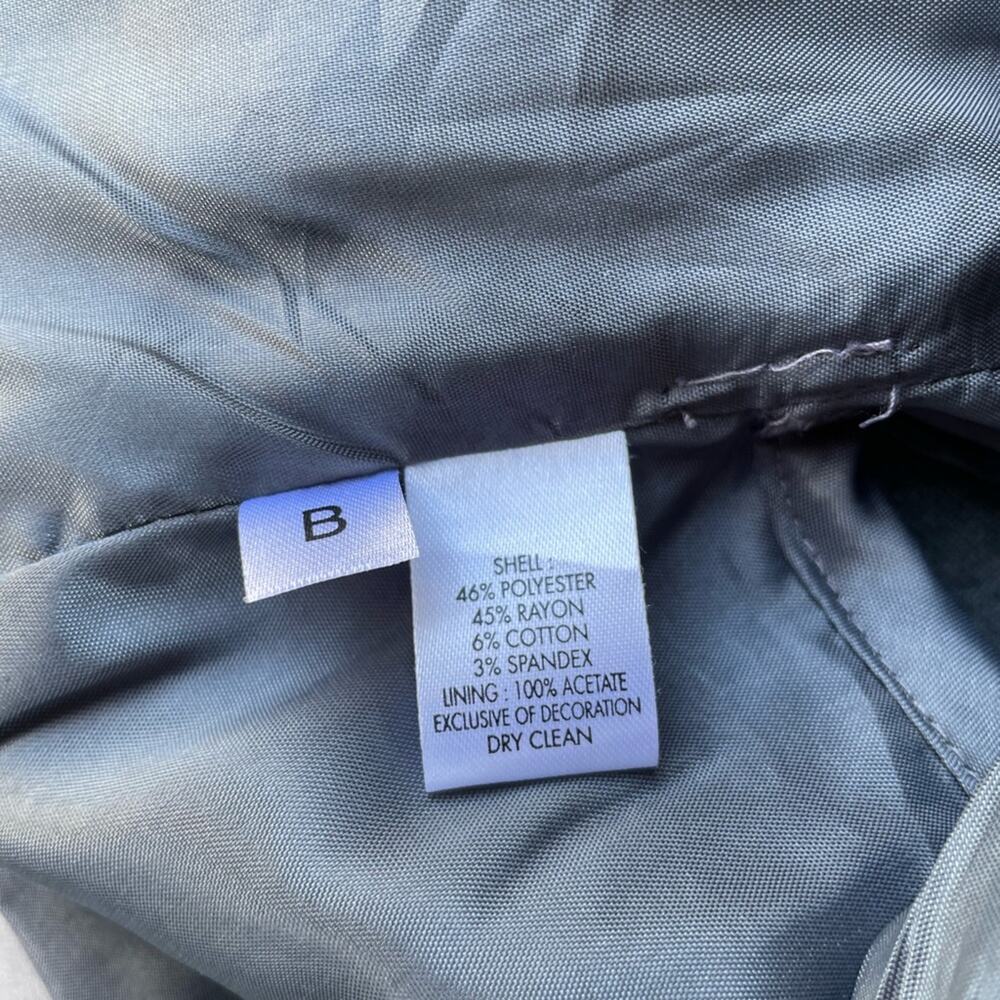 B
SHELL :
46% POLYESTER
45% RAYON
6% COTTON
3% SPANDEX
LINING : 100% ACETATE
EXCLUSIVE OF DECORATION
DRY CLEAN